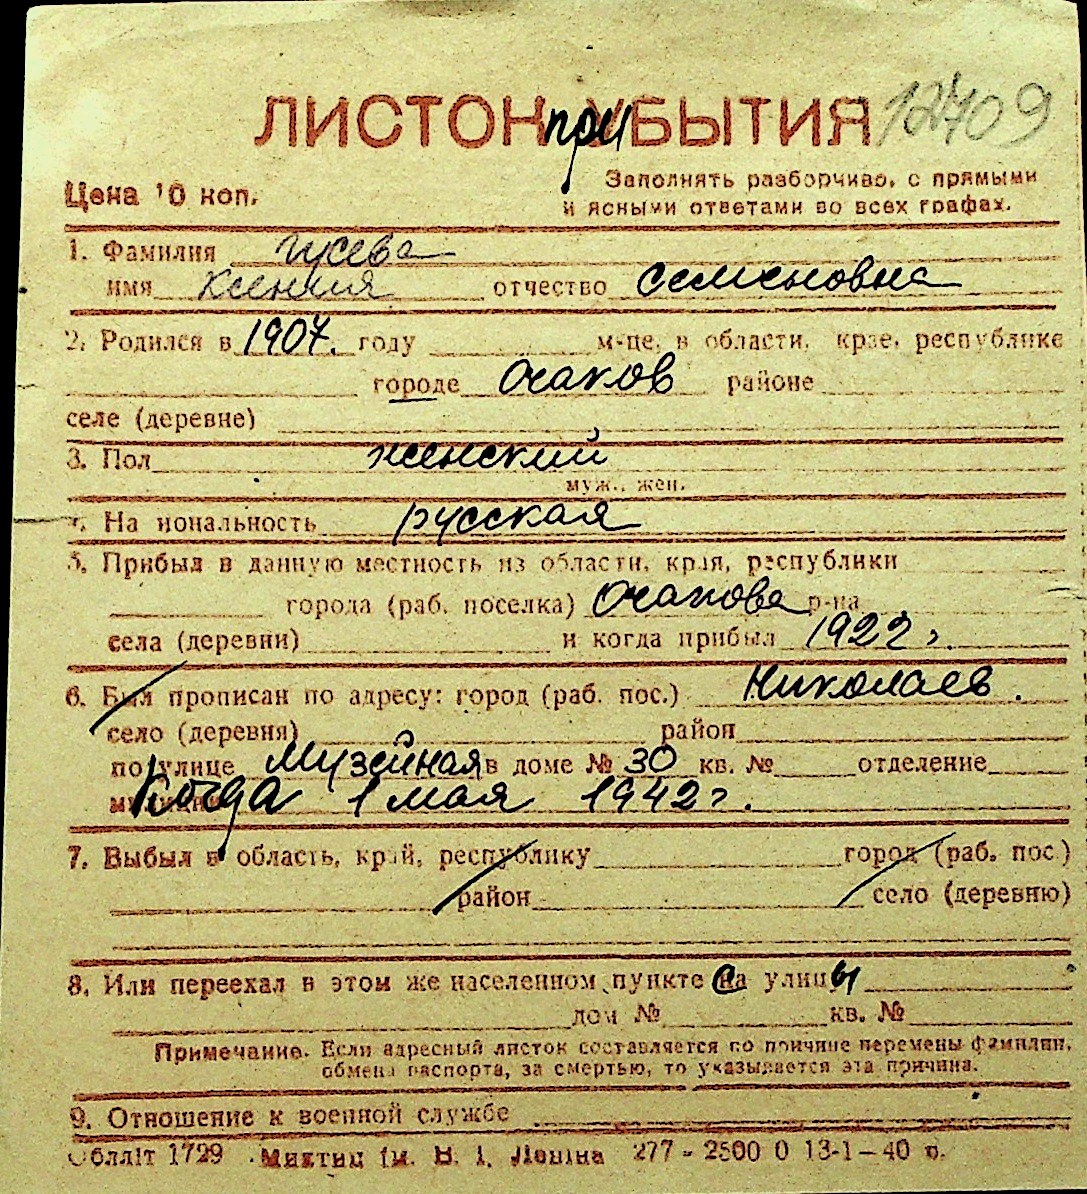 ЛИСТОК прибытия 12709
Цена 10 коп.
Заполнять разборчиво, с прямыми
и ясными ответами во всех графах.
1. Фамилия Гусева
имя Ксения отчество Семеновна
2. Родился в 1907. году м-це, в области, крае, республике
городе Очаков районе
селе (деревне)
3. Пол женский
муж., жен.
4. На иональность русская
5. Прибыл в данную местность из области, края, республики
города (раб. поселка) Очакова р-на
села (деревни) и когда прибыл 1922 г.
6. Был прописан по адресу: город (раб. пос.) Николаев.
село (деревня) район
по улице Музейная в доме № 30 кв. № отделение
Когда 1 мая 1942 г.
7. Выбыл в область, край, республику город (раб. пос.)
район село (деревню)
8. Или переехал в этом же населенном пункте с улицы
дом № кв. №
Примечание. Если адресный листок составляется по причине перемены фамилии,
обмена паспорта, за смертью, то указывается эта причина.
9. Отношение к военной службе
Облліт 1729 ім. В. І. Леніна 277 - 2500 0 13-1-40 р.